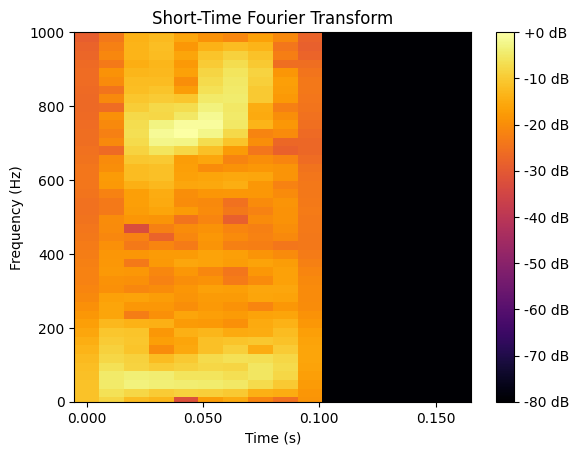 Short-Time Fourier Transform
1000
800
600
400
200
0
Frequency (Hz)
0.000
0.050
0.100
0.150
Time (s)
+0 dB
-10 dB
-20 dB
-30 dB
-40 dB
-50 dB
-60 dB
-70 dB
-80 dB